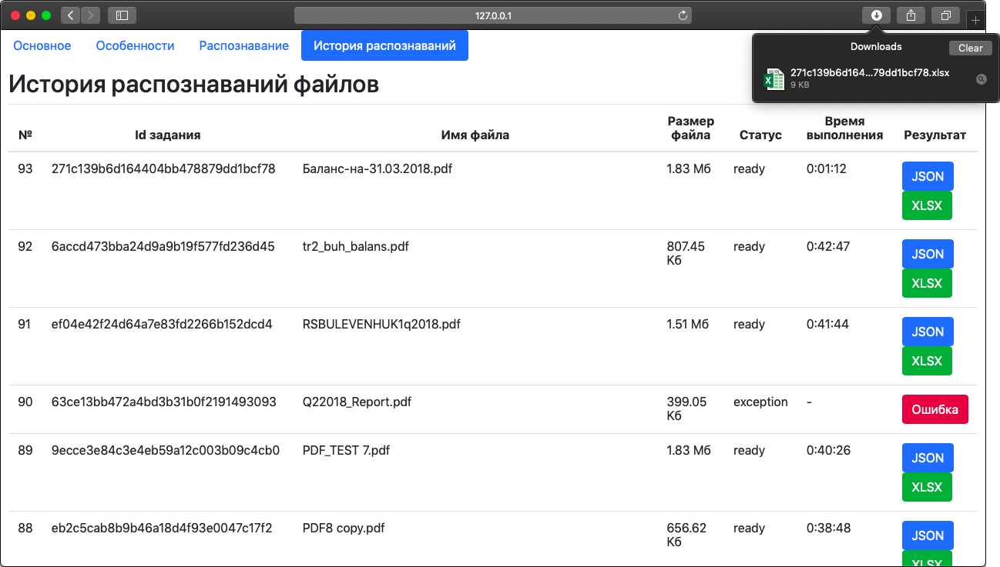 127.0.0.1
Основное Особенности Распознавание История распознаваний
Downloads Clear
271c139b6d164...79dd1bcf78.xlsx
9 KB
История распознаваний файлов
№ Id задания Имя файла Размер файла Статус Время выполнения Результат
93 271c139b6d164404bb478879dd1bcf78 Баланс-на-31.03.2018.pdf 1.83 Мб ready 0:01:12 JSON
XLSX
92 6accd473bba24d9a9b19f577fd236d45 tr2_buh_balans.pdf 807.45 Кб ready 0:42:47 JSON
XLSX
91 ef04e42f24d64a7e83fd2266b152dcd4 RSBULEVENHUK1q2018.pdf 1.51 Мб ready 0:41:44 JSON
XLSX
90 63ce13bb472a4bd3b31b0f2191493093 Q22018_Report.pdf 399.05 Кб exception - Ошибка
89 9ecce3e84c3e4eb59a12c003b09c4cb0 PDF_TEST 7.pdf 1.83 Мб ready 0:40:26 JSON
XLSX
88 eb2c5cab8b9b46a18d4f93e0047c17f2 PDF8 copy.pdf 656.62 Кб ready 0:38:48 JSON
XLSX